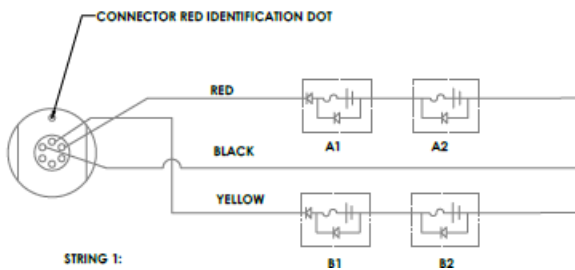 CONNECTOR RED IDENTIFICATION DOT
RED
A1
A2
BLACK
YELLOW
STRING 1:
B1
B2